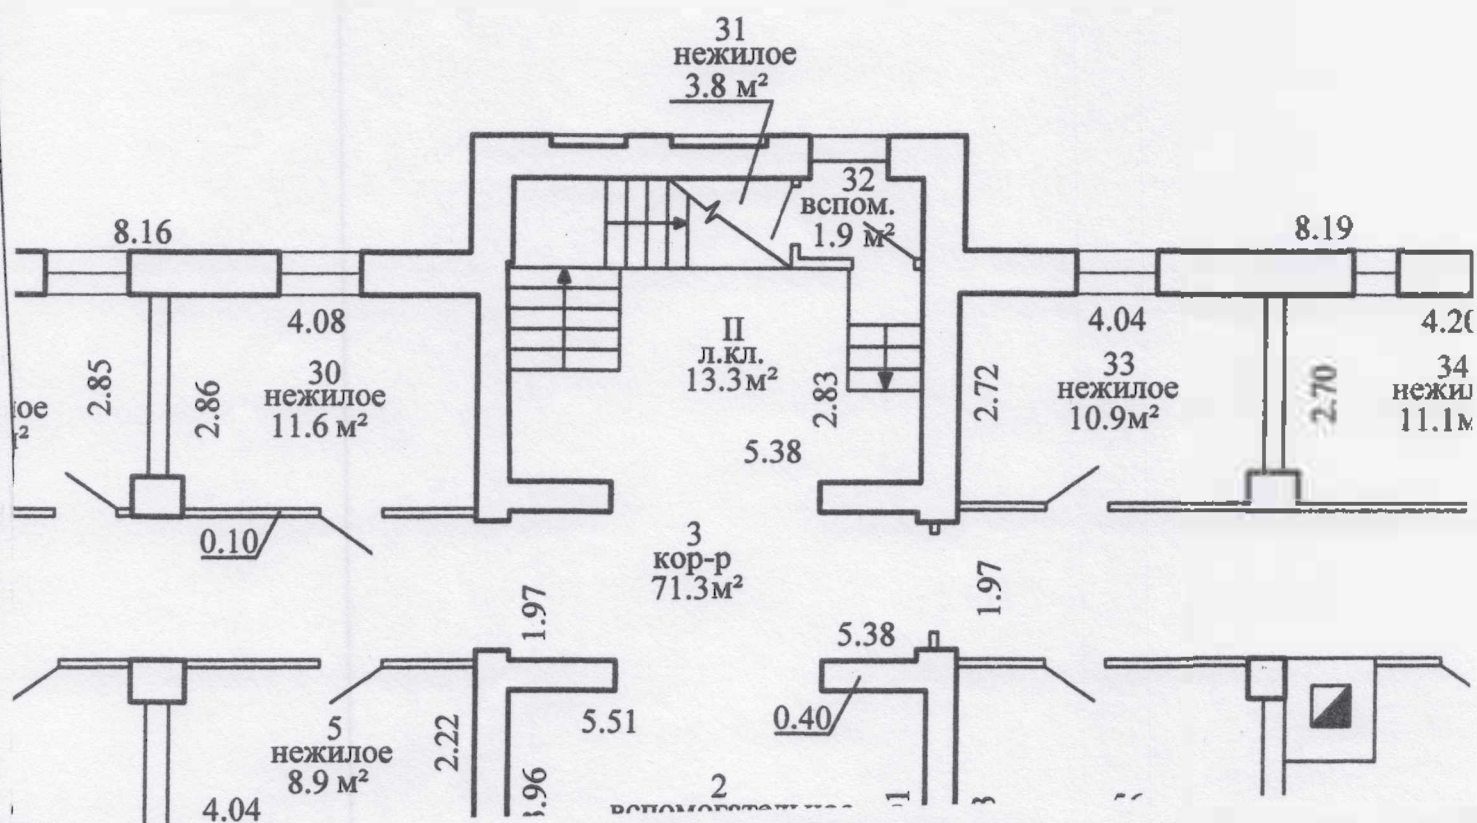 31
нежилое
3.8 м²
32
вспом.
1.9 м²
8.16
8.19
4.08
4.04
II
л.кл.
13.3м²
2.85
2.86
30
нежилое
11.6 м²
2.83
2.72
33
нежилое
10.9м²
2.70
34
11.1м
5.38
0.10
3
кор-р
71.3м²
1.97
1.97
5.38
5.51
0.40
5
нежилое
8.9 м²
2.22
2
4.04